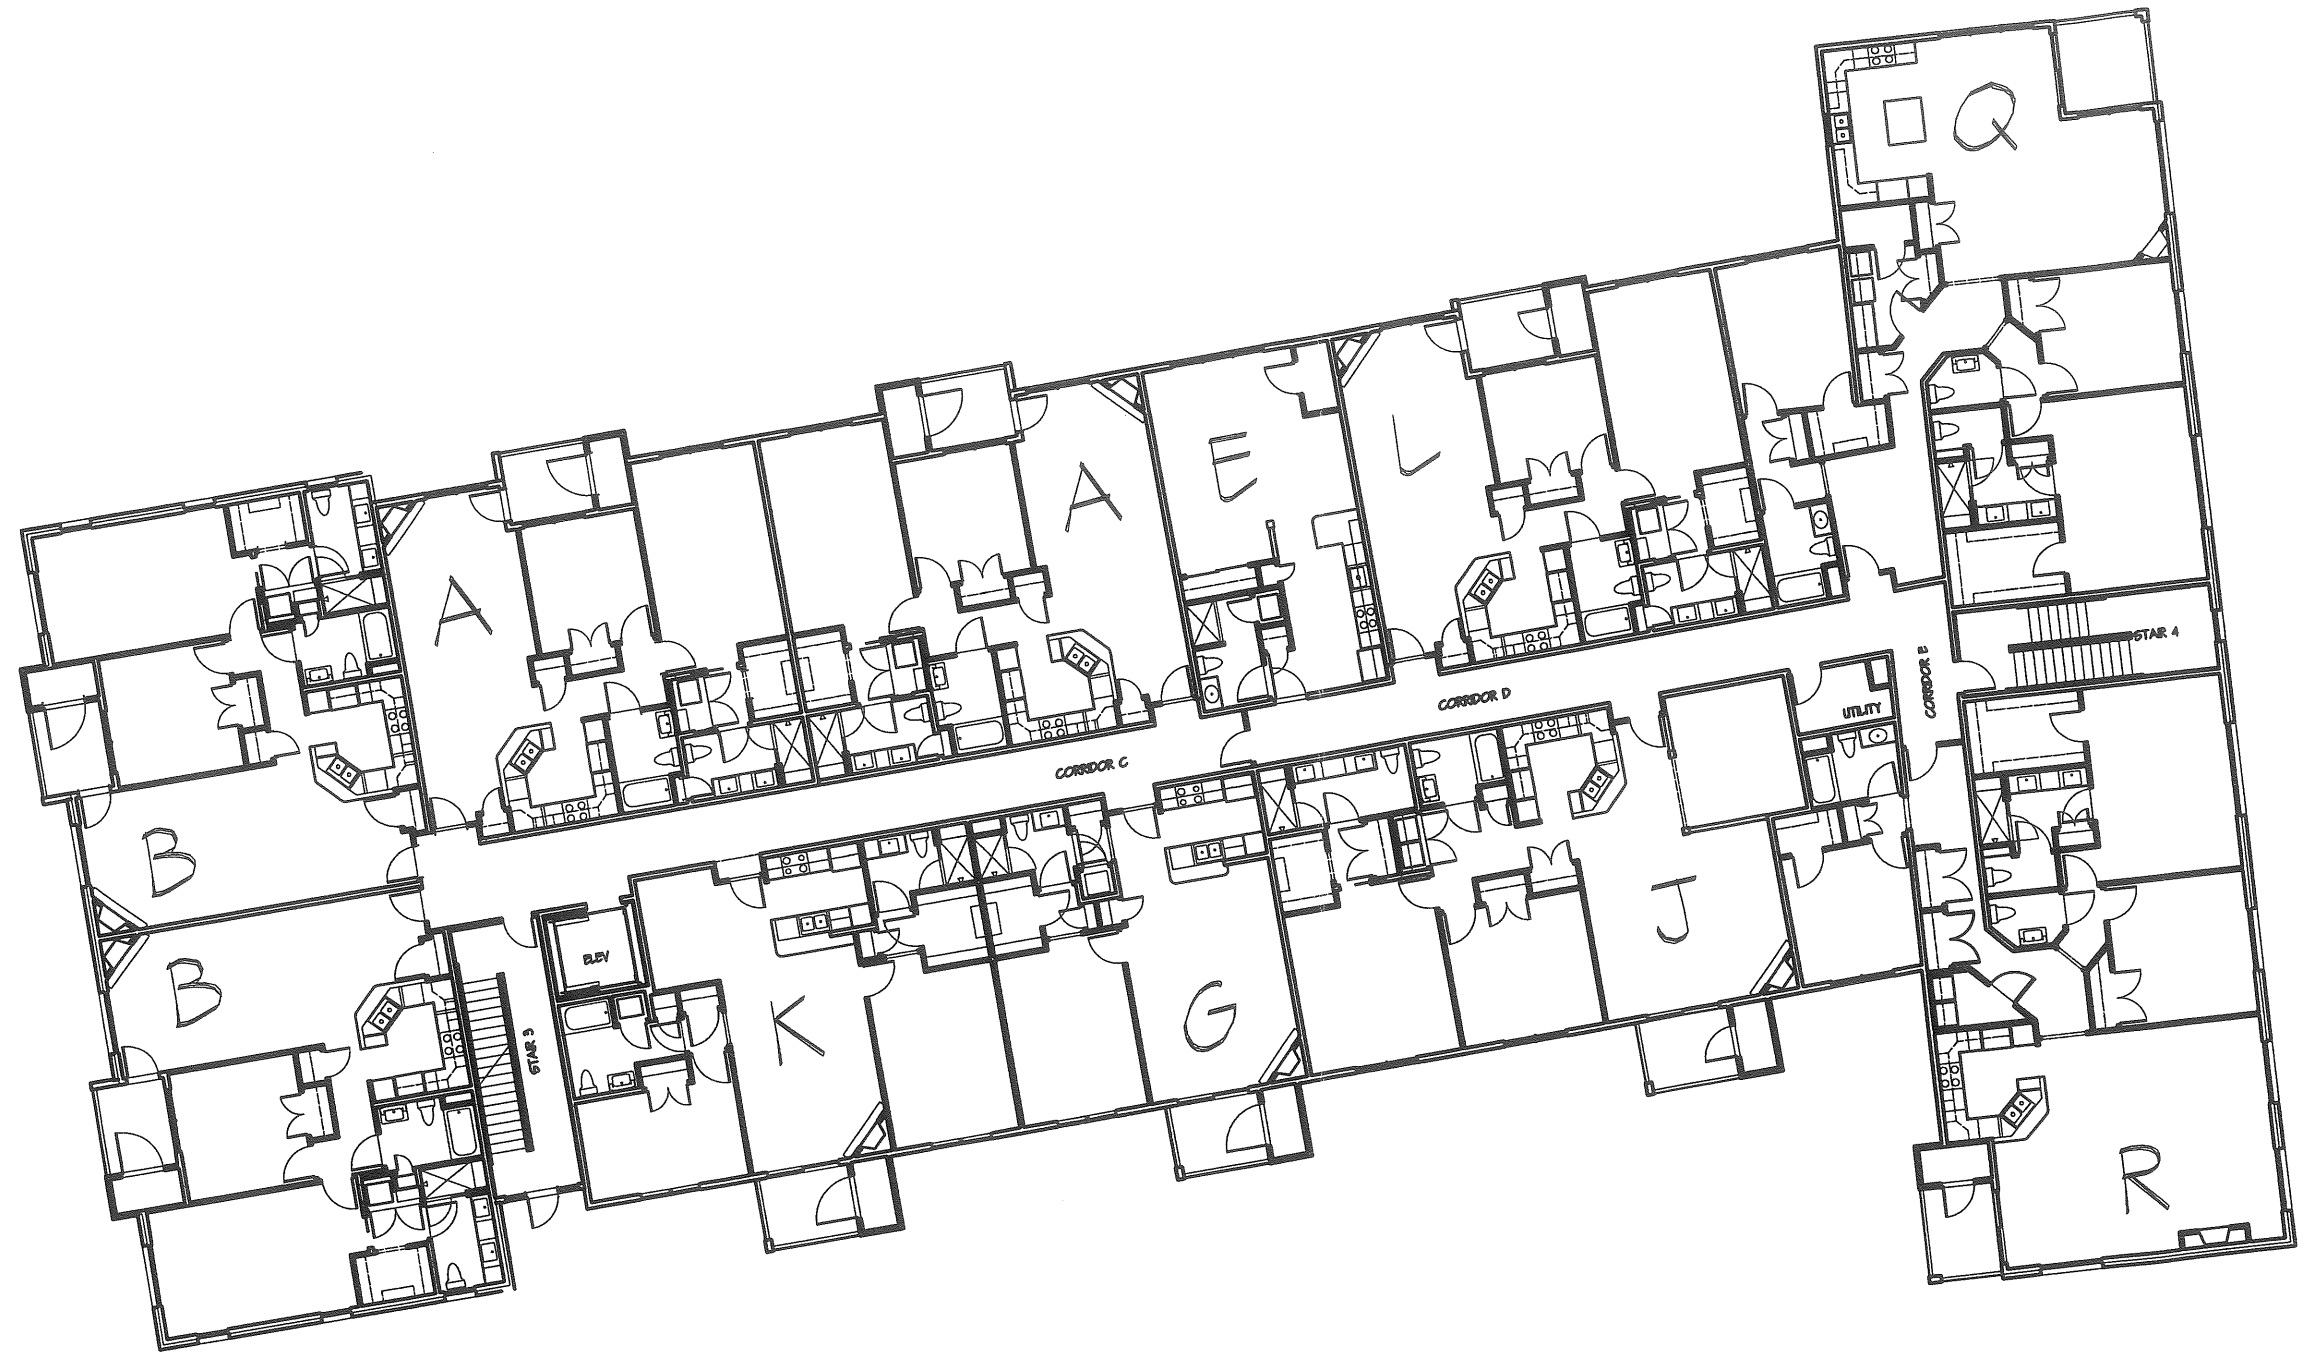 Q
E
L
A
A
STAIR 4
CORRIDOR E
CORRIDOR D
UTILITY
CORRIDOR C
B
J
ELEV
B
K
G
STAIR 3
R